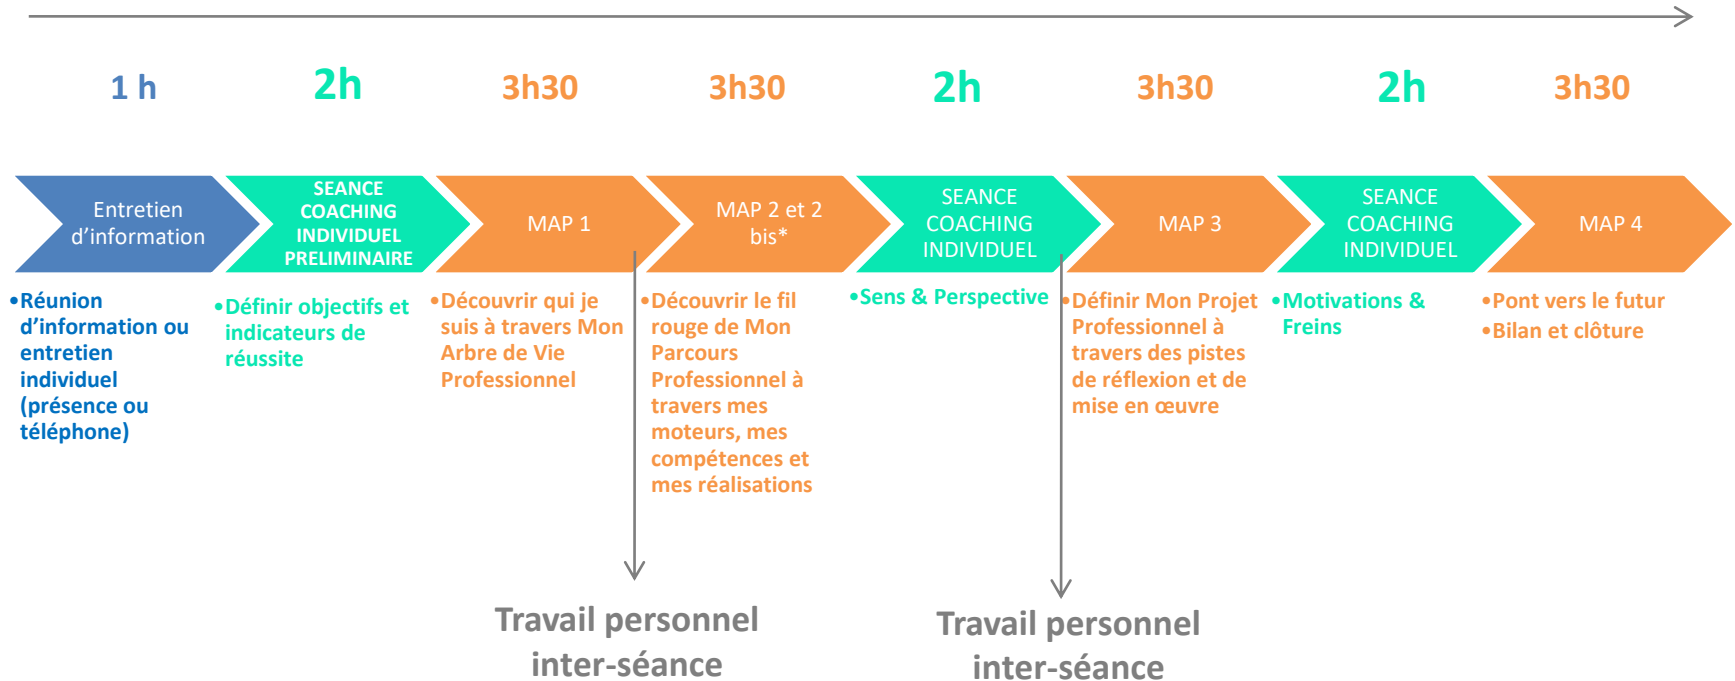 1 h
2h
3h30
3h30
2h
3h30
2h
3h30
Entretien
d’information
SEANCE
COACHING
INDIVIDUEL
PRELIMINAIRE
MAP 1
MAP 2 et 2
bis*
SEANCE
COACHING
INDIVIDUEL
MAP 3
SEANCE
COACHING
INDIVIDUEL
MAP 4
•Réunion
d’information ou
entretien
individuel
(présence ou
téléphone)
•Définir objectifs et
indicateurs de
réussite
•Découvrir qui je
suis à travers Mon
Arbre de Vie
Professionnel
•Découvrir le fil
rouge de Mon
Parcours
Professionnel à
travers mes
moteurs, mes
compétences et
mes réalisations
•Sens & Perspective
•Définir Mon Projet
Professionnel à
travers des pistes
de réflexion et de
mise en œuvre
•Motivations &
Freins
•Pont vers le futur
•Bilan et clôture
Travail personnel
inter-séance
Travail personnel
inter-séance